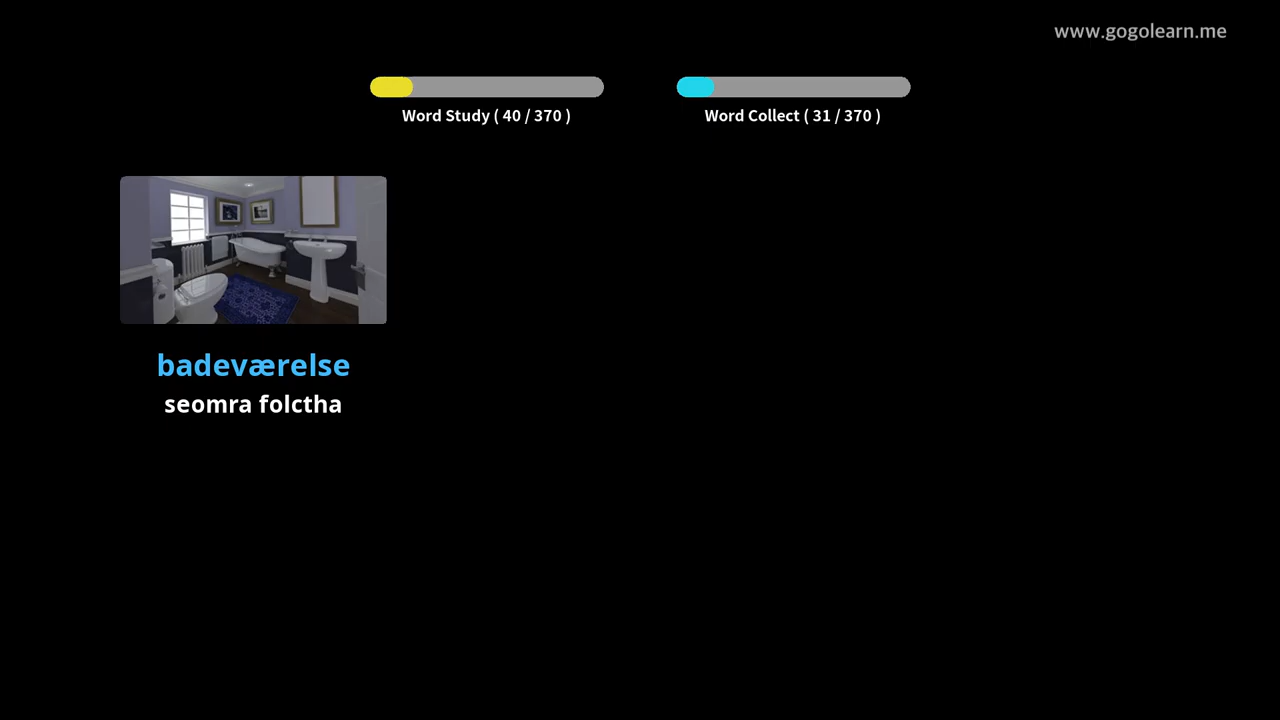 www.gogolearn.me
Word Study ( 40 / 370 )
Word Collect ( 31 / 370 )
badeværelse
seomra folctha